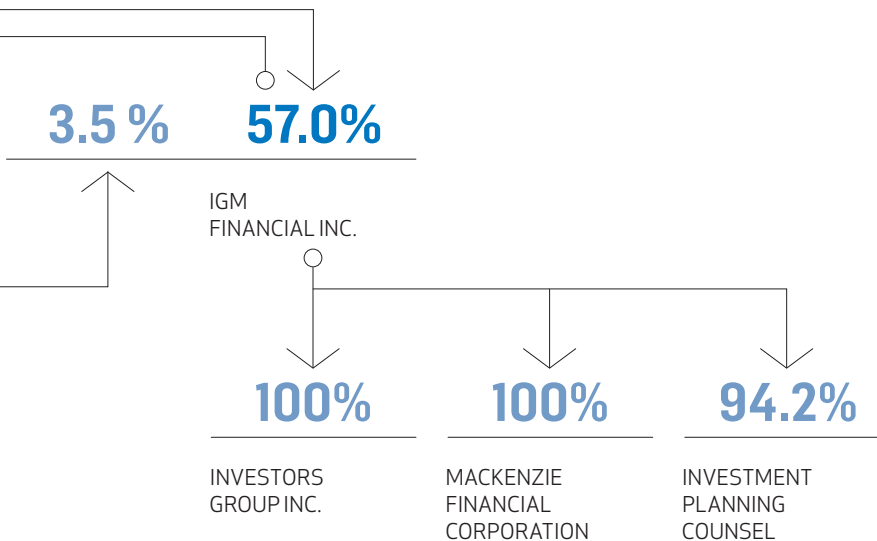 3.5 % 57.0%
IGM
FINANCIAL INC.
100% 100% 94.2%
INVESTORS
GROUP INC.
MACKENZIE
FINANCIAL
CORPORATION
INVESTMENT
PLANNING
COUNSEL